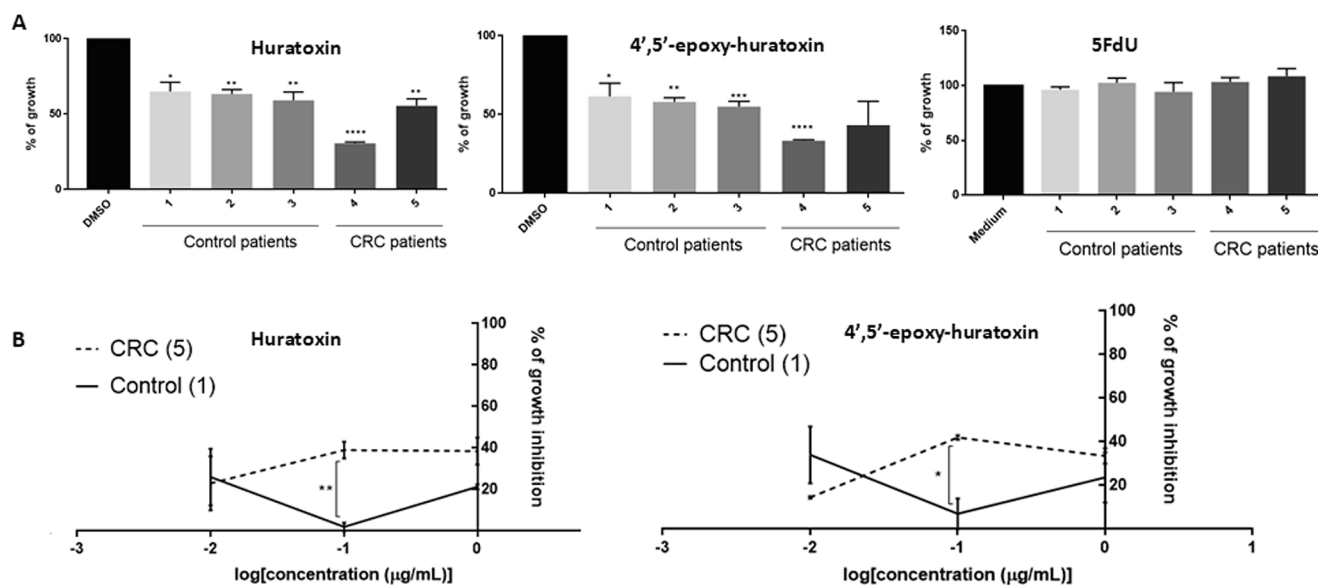 A
Huratoxin
% of growth
100
50
0
*
**
**
****
**
DMSO
1
2
3
4
5
Control patients
CRC patients
4’,5’-epoxy-huratoxin
% of growth
100
50
0
*
**
***
****
DMSO
1
2
3
4
5
Control patients
CRC patients
5FdU
% of growth
150
100
50
0
Medium
1
2
3
4
5
Control patients
CRC patients
B
Huratoxin
CRC (5)
Control (1)
100
80
60
40
20
% of growth inhibition
**
-3
-2
-1
0
log[concentration (µg/mL)]
4’,5’-epoxy-huratoxin
CRC (5)
Control (1)
100
80
60
40
20
% of growth inhibition
*
-3
-2
-1
0
1
log[concentration (µg/mL)]